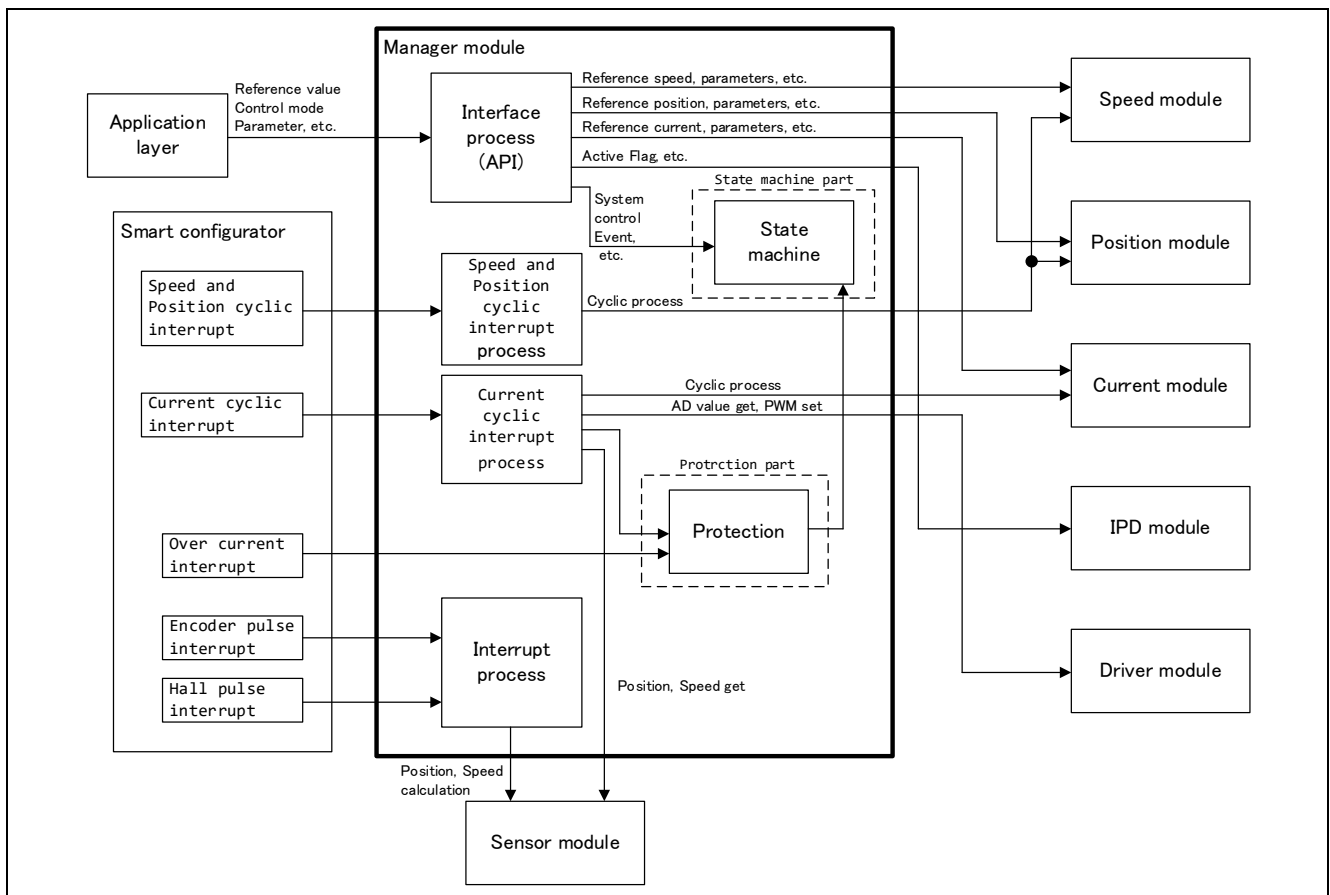 Manager module
Application
layer
Reference value
Control mode
Parameter, etc.
Interface
process
(API)
Reference speed, parameters, etc.
Reference position, parameters, etc.
Reference current, parameters, etc.
Active Flag, etc.
System
control
Event,
etc.
State machine part
State
machine
Speed module
Position module
Current module
IPD module
Driver module
Smart configurator
Speed and
Position cyclic
interrupt
Speed and
Position
cyclic
interrupt
process
Cyclic process
Current cyclic
interrupt
Current
cyclic
interrupt
process
Cyclic process
AD value get, PWM set
Protrction part
Protection
Over current
interrupt
Encoder pulse
interrupt
Hall pulse
interrupt
Interrupt
process
Position, Speed get
Position, Speed
calculation
Sensor module